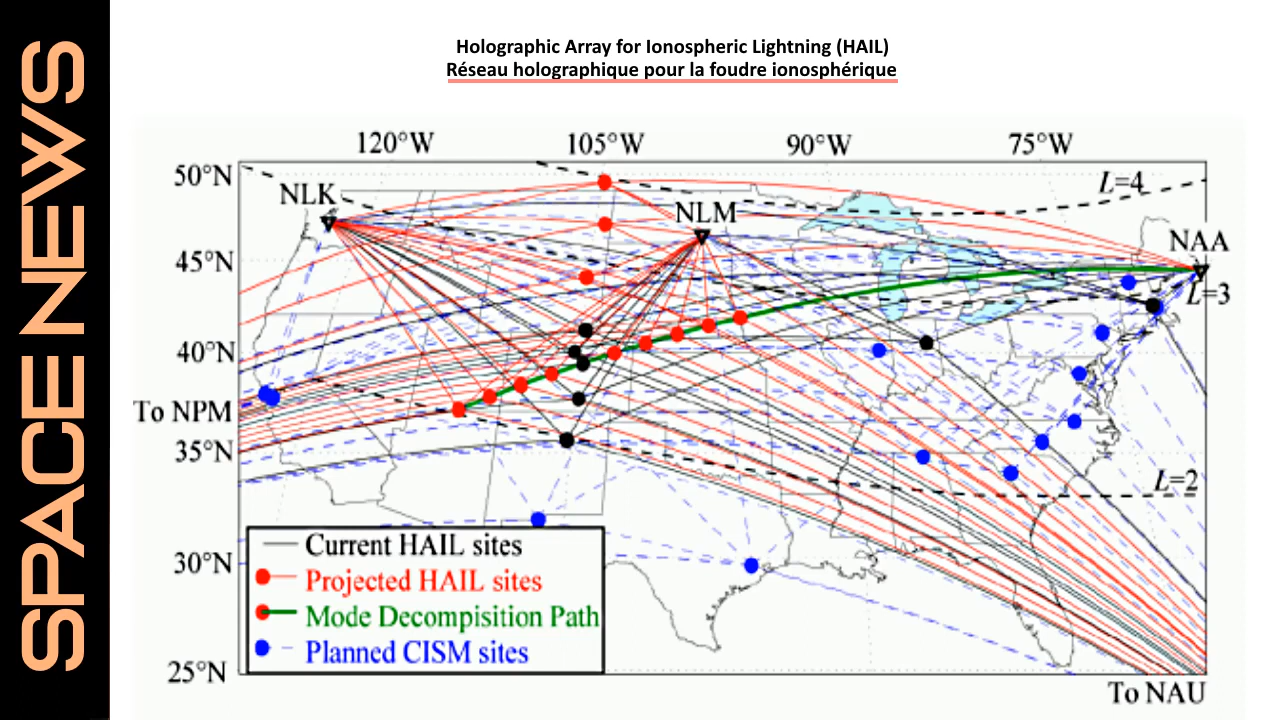 SPACE NEWS
Holographic Array for Ionospheric Lightning (HAIL)
Réseau holographique pour la foudre ionosphérique
120°W 105°W 90°W 75°W
50°N
L=4
NLK
NLM
NAA
45°N
L=3
40°N
To NPM
35°N
L=2
Current HAIL sites
30°N
Projected HAIL sites
Mode Decompisition Path
Planned CISM sites
25°N
To NAU